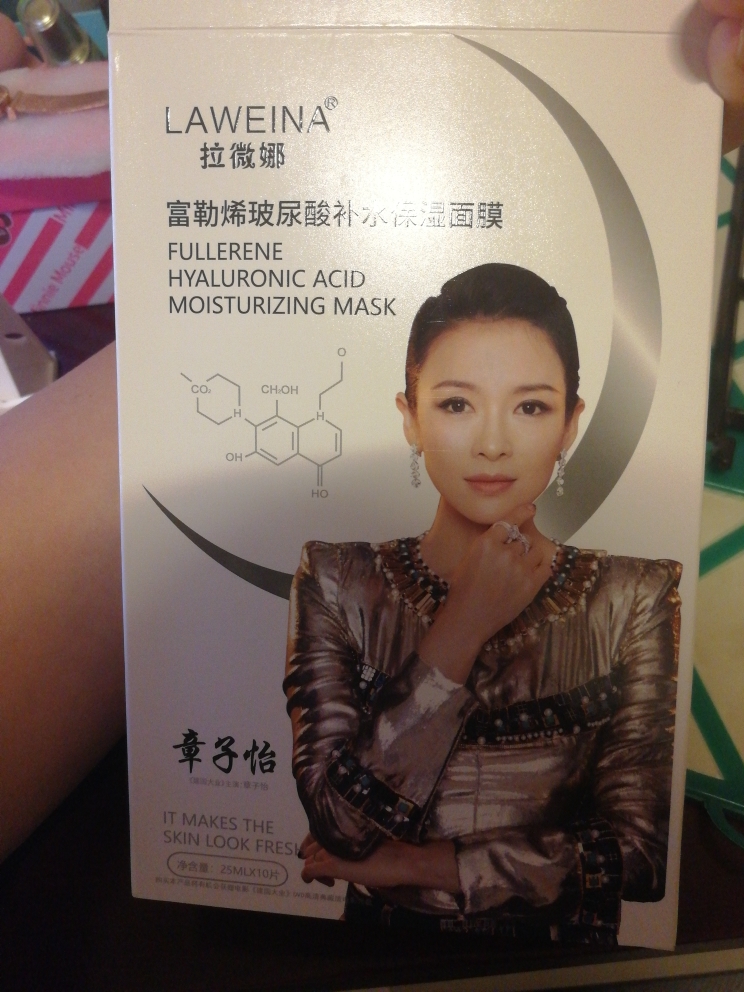 LAWEINA®
拉微娜
富勒烯玻尿酸补水保湿面膜
FULLERENE
HYALURONIC ACID
MOISTURIZING MASK
O
CO₂
CH₂OH
H
H
OH
HO
章子怡
IT MAKES THE
SKIN LOOK FRESH
净含量：25MLX10片